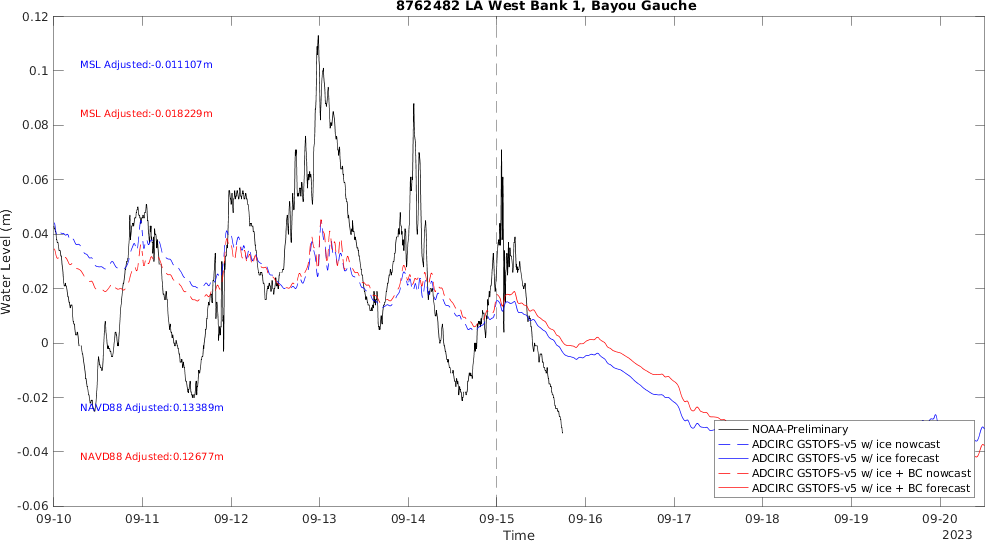 8762482 LA West Bank 1, Bayou Gauche
0.12
0.1
0.08
0.06
0.04
0.02
0
-0.02
-0.04
-0.06
Water Level (m)
MSL Adjusted:-0.011107m
MSL Adjusted:-0.018229m
NAVD88 Adjusted:0.13389m
NAVD88 Adjusted:0.12677m
NOAA-Preliminary
ADCIRC GSTOFS-v5 w/ ice nowcast
ADCIRC GSTOFS-v5 w/ ice forecast
ADCIRC GSTOFS-v5 w/ ice + BC nowcast
ADCIRC GSTOFS-v5 w/ ice + BC forecast
09-10 09-11 09-12 09-13 09-14 09-15 09-16 09-17 09-18 09-19 09-20
Time
2023